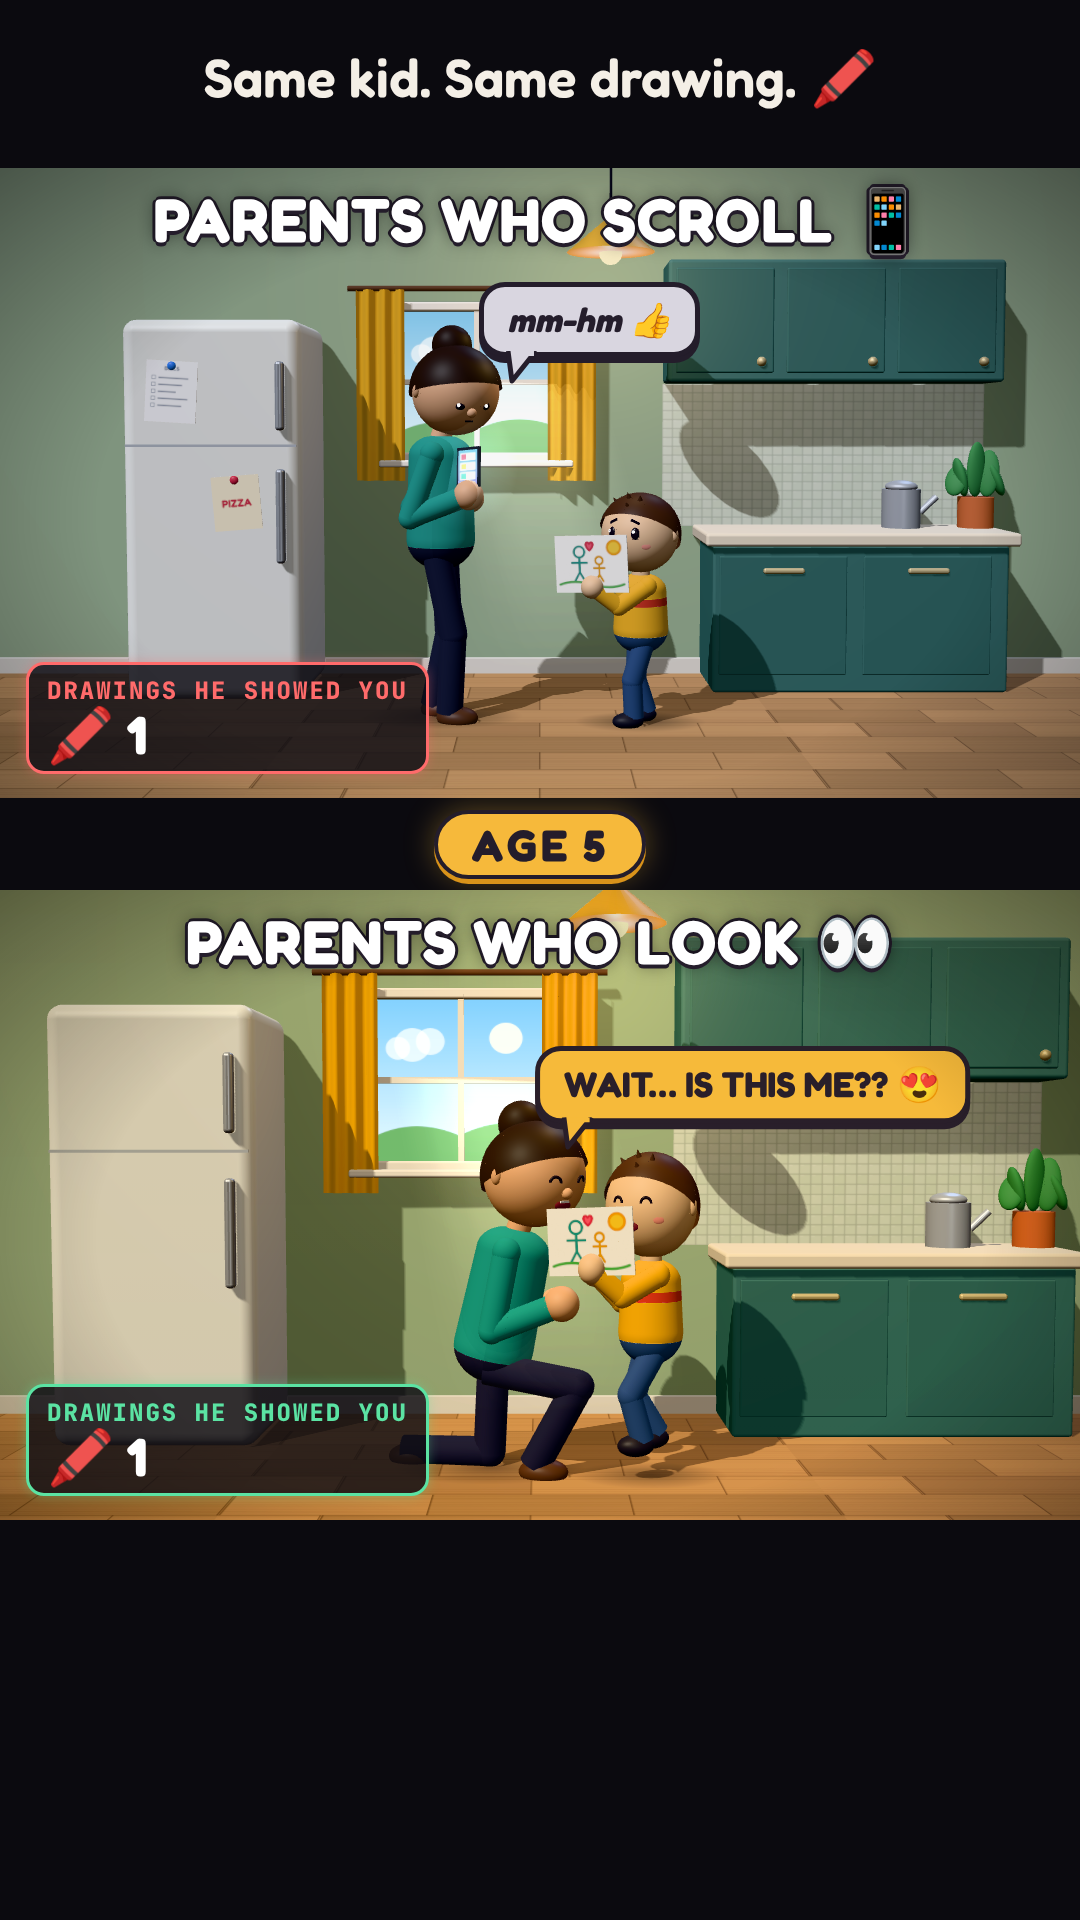 Same kid. Same drawing. 🖍️
PARENTS WHO SCROLL 📱
mm-hm 👍
PIZZA
DRAWINGS HE SHOWED YOU
🖍️ 1
AGE 5
PARENTS WHO LOOK 👀
WAIT... IS THIS ME?? 😍
DRAWINGS HE SHOWED YOU
🖍️ 1